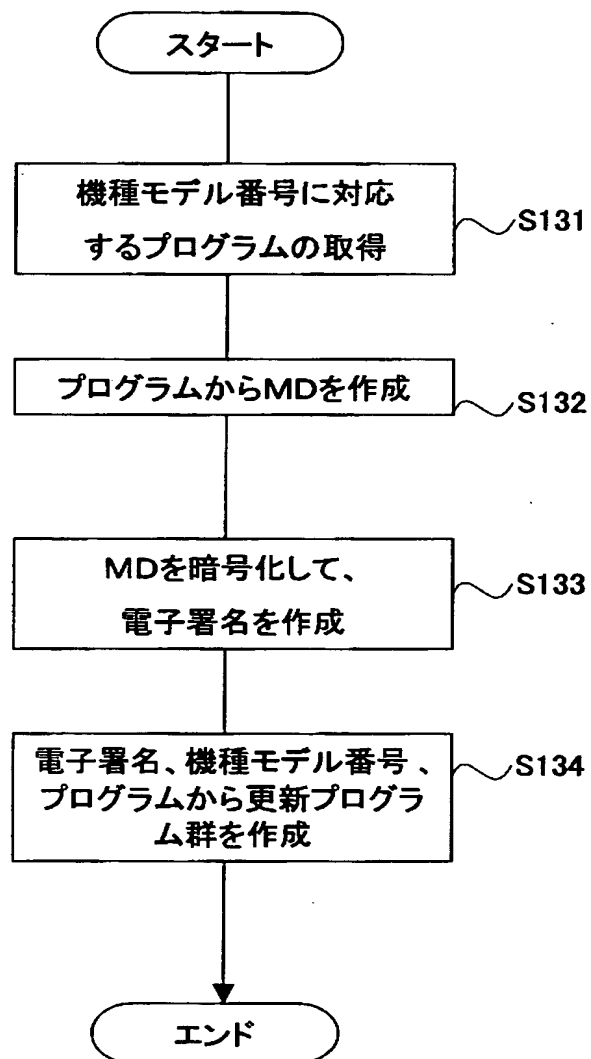 スタート
機種モデル番号に対応
するプログラムの取得
S131
プログラムからMDを作成
S132
MDを暗号化して、
電子署名を作成
S133
電子署名、機種モデル番号、
プログラムから更新プログラ
ム群を作成
S134
エンド